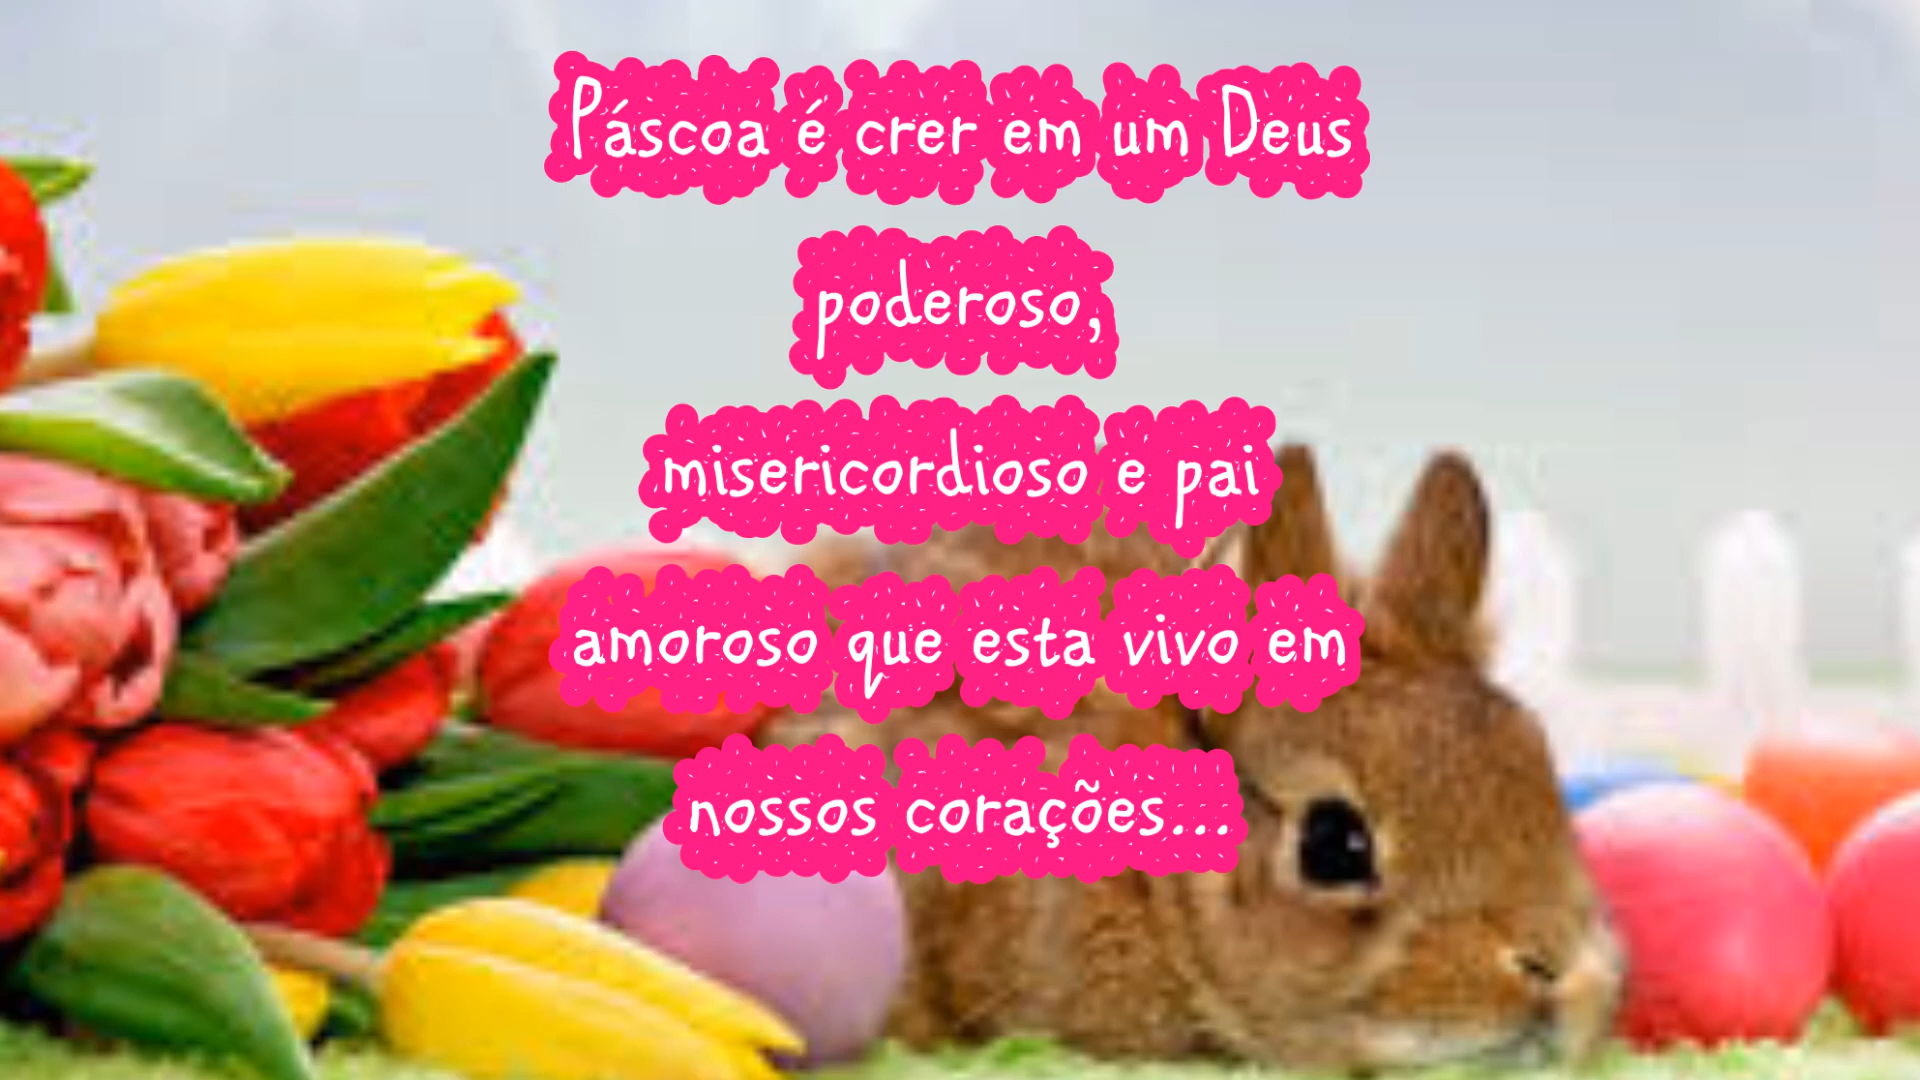 Páscoa é crer em um Deus
poderoso,
misericordioso e pai
amoroso que esta vivo em
nossos corações...